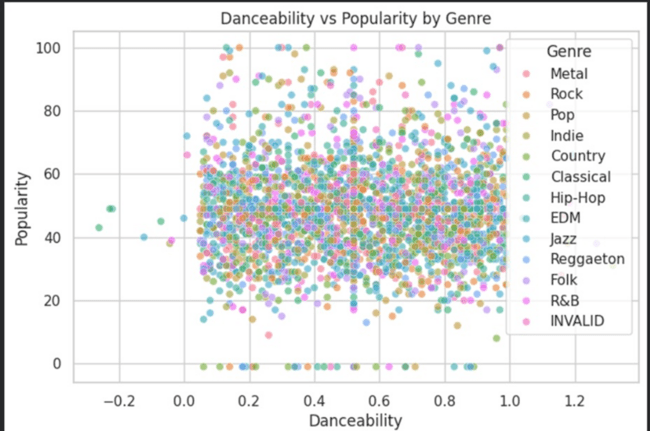 Danceability vs Popularity by Genre
100
80
60
40
20
0
Popularity
−0.2
0.0
0.2
0.4
0.6
0.8
1.0
1.2
Danceability
Genre
Metal
Rock
Pop
Indie
Country
Classical
Hip-Hop
EDM
Jazz
Reggaeton
Folk
R&B
INVALID